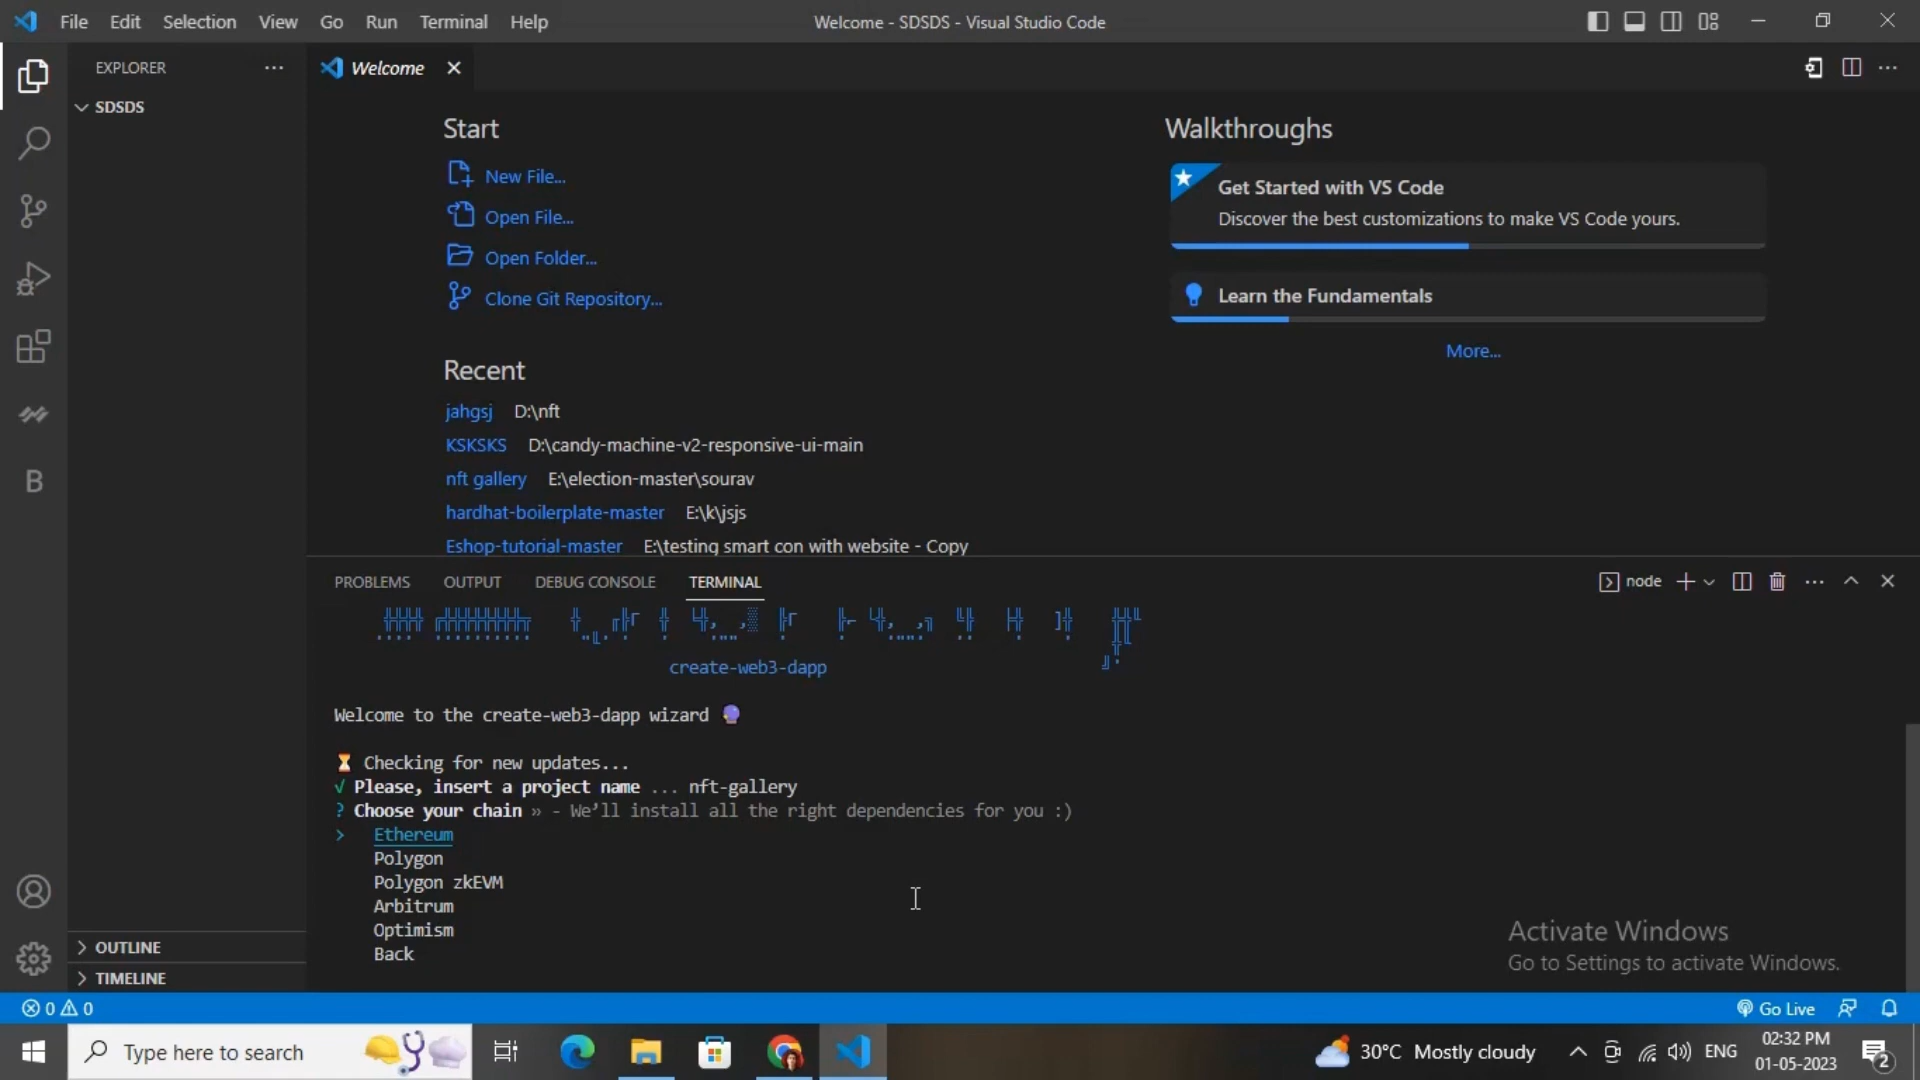 File Edit Selection View Go Run Terminal Help
Welcome - SDSDS - Visual Studio Code
EXPLORER
SDSDS
Welcome
Start
New File...
Open File...
Open Folder...
Clone Git Repository...
Recent
jahgsj D:\nft
KSKSKS D:\candy-machine-v2-responsive-ui-main
nft gallery E:\election-master\sourav
hardhat-boilerplate-master E:\k\jsjs
Eshop-tutorial-master E:\testing smart con with website - Copy
Walkthroughs
Get Started with VS Code
Discover the best customizations to make VS Code yours.
Learn the Fundamentals
More...
PROBLEMS OUTPUT DEBUG CONSOLE TERMINAL
node
create-web3-dapp
Welcome to the create-web3-dapp wizard 🔮
⏳ Checking for new updates...
√ Please, insert a project name ... nft-gallery
? Choose your chain » - We’ll install all the right dependencies for you :)
> Ethereum
Polygon
Polygon zkEVM
Arbitrum
Optimism
Back
OUTLINE
TIMELINE
B
Activate Windows
Go to Settings to activate Windows.
0 0
Go Live
Type here to search
30°C Mostly cloudy
ENG
02:32 PM
01-05-2023
2